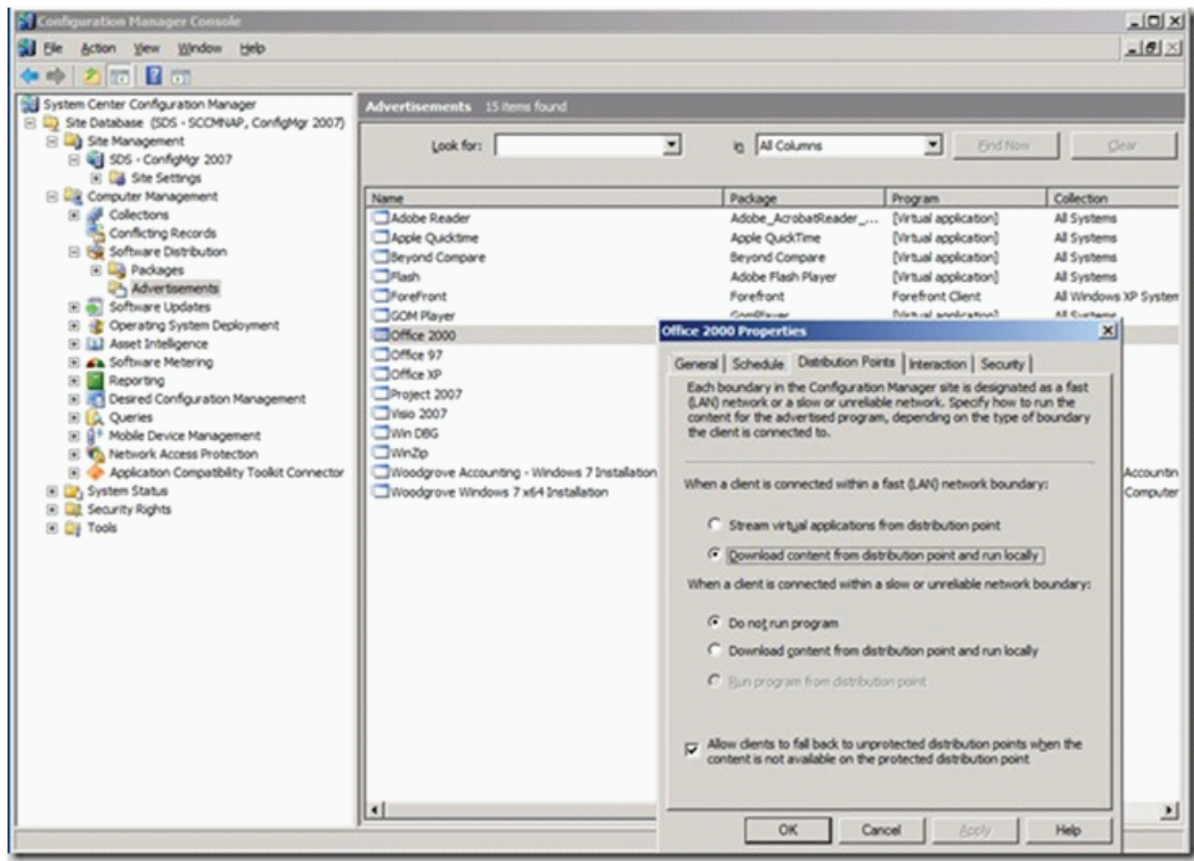 Configuration Manager Console
File Action View Window Help
System Center Configuration Manager
Site Database (SDS - SCCMNAP, ConfigMgr 2007)
Site Management
SDS - ConfigMgr 2007
Site Settings
Computer Management
Collections
Conflicting Records
Software Distribution
Packages
Advertisements
Software Updates
Operating System Deployment
Asset Intelligence
Software Metering
Reporting
Desired Configuration Management
Queries
Mobile Device Management
Network Access Protection
Application Compatibility Toolkit Connector
System Status
Security Rights
Tools
Advertisements 15 items found
Look for: in All Columns Find Now Clear
Name Package Program Collection
Adobe Reader Adobe_AcrobatReader_... [Virtual application] All Systems
Apple Quicktime Apple QuickTime [Virtual application] All Systems
Beyond Compare Beyond Compare [Virtual application] All Systems
Flash Adobe Flash Player [Virtual application] All Systems
ForeFront Forefront Forefront Client All Windows XP System
GOM Player GomPlayer [Virtual application] All Systems
Office 2000
Office 97
Office XP
Project 2007
Visio 2007
Win DBG
WinZip
Woodgrove Accounting - Windows 7 Installation Accountin
Woodgrove Windows 7 x64 Installation Computer
Office 2000 Properties
General Schedule Distribution Points Interaction Security
Each boundary in the Configuration Manager site is designated as a fast
(LAN) network or a slow or unreliable network. Specify how to run the
content for the advertised program, depending on the type of boundary
the client is connected to.
When a client is connected within a fast (LAN) network boundary:
Stream virtual applications from distribution point
Download content from distribution point and run locally
When a client is connected within a slow or unreliable network boundary:
Do not run program
Download content from distribution point and run locally
Run program from distribution point
Allow clients to fall back to unprotected distribution points when the
content is not available on the protected distribution point
OK Cancel Apply Help